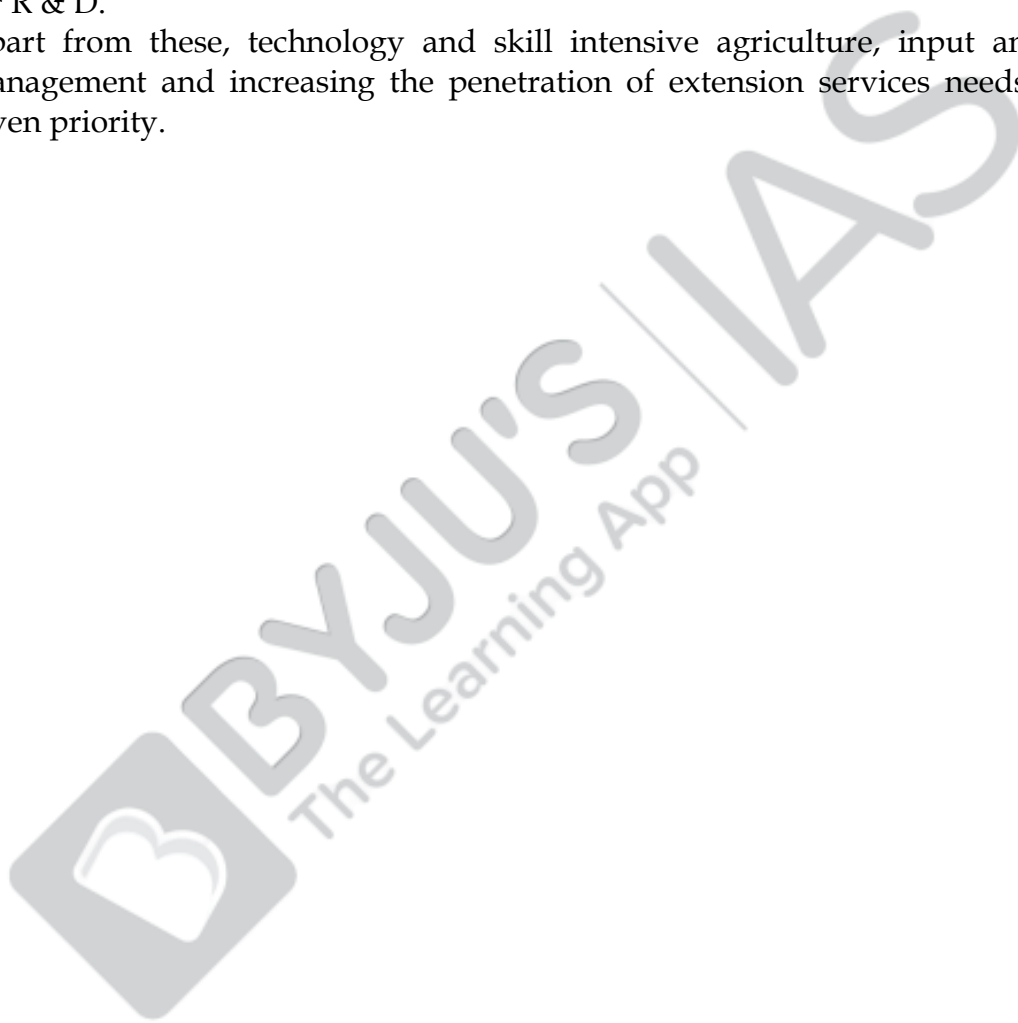 R & D.
part from these, technology and skill intensive agriculture, input
anagement and increasing the penetration of extension services needs
ven priority.
BYJU'S | IAS
The Learning App